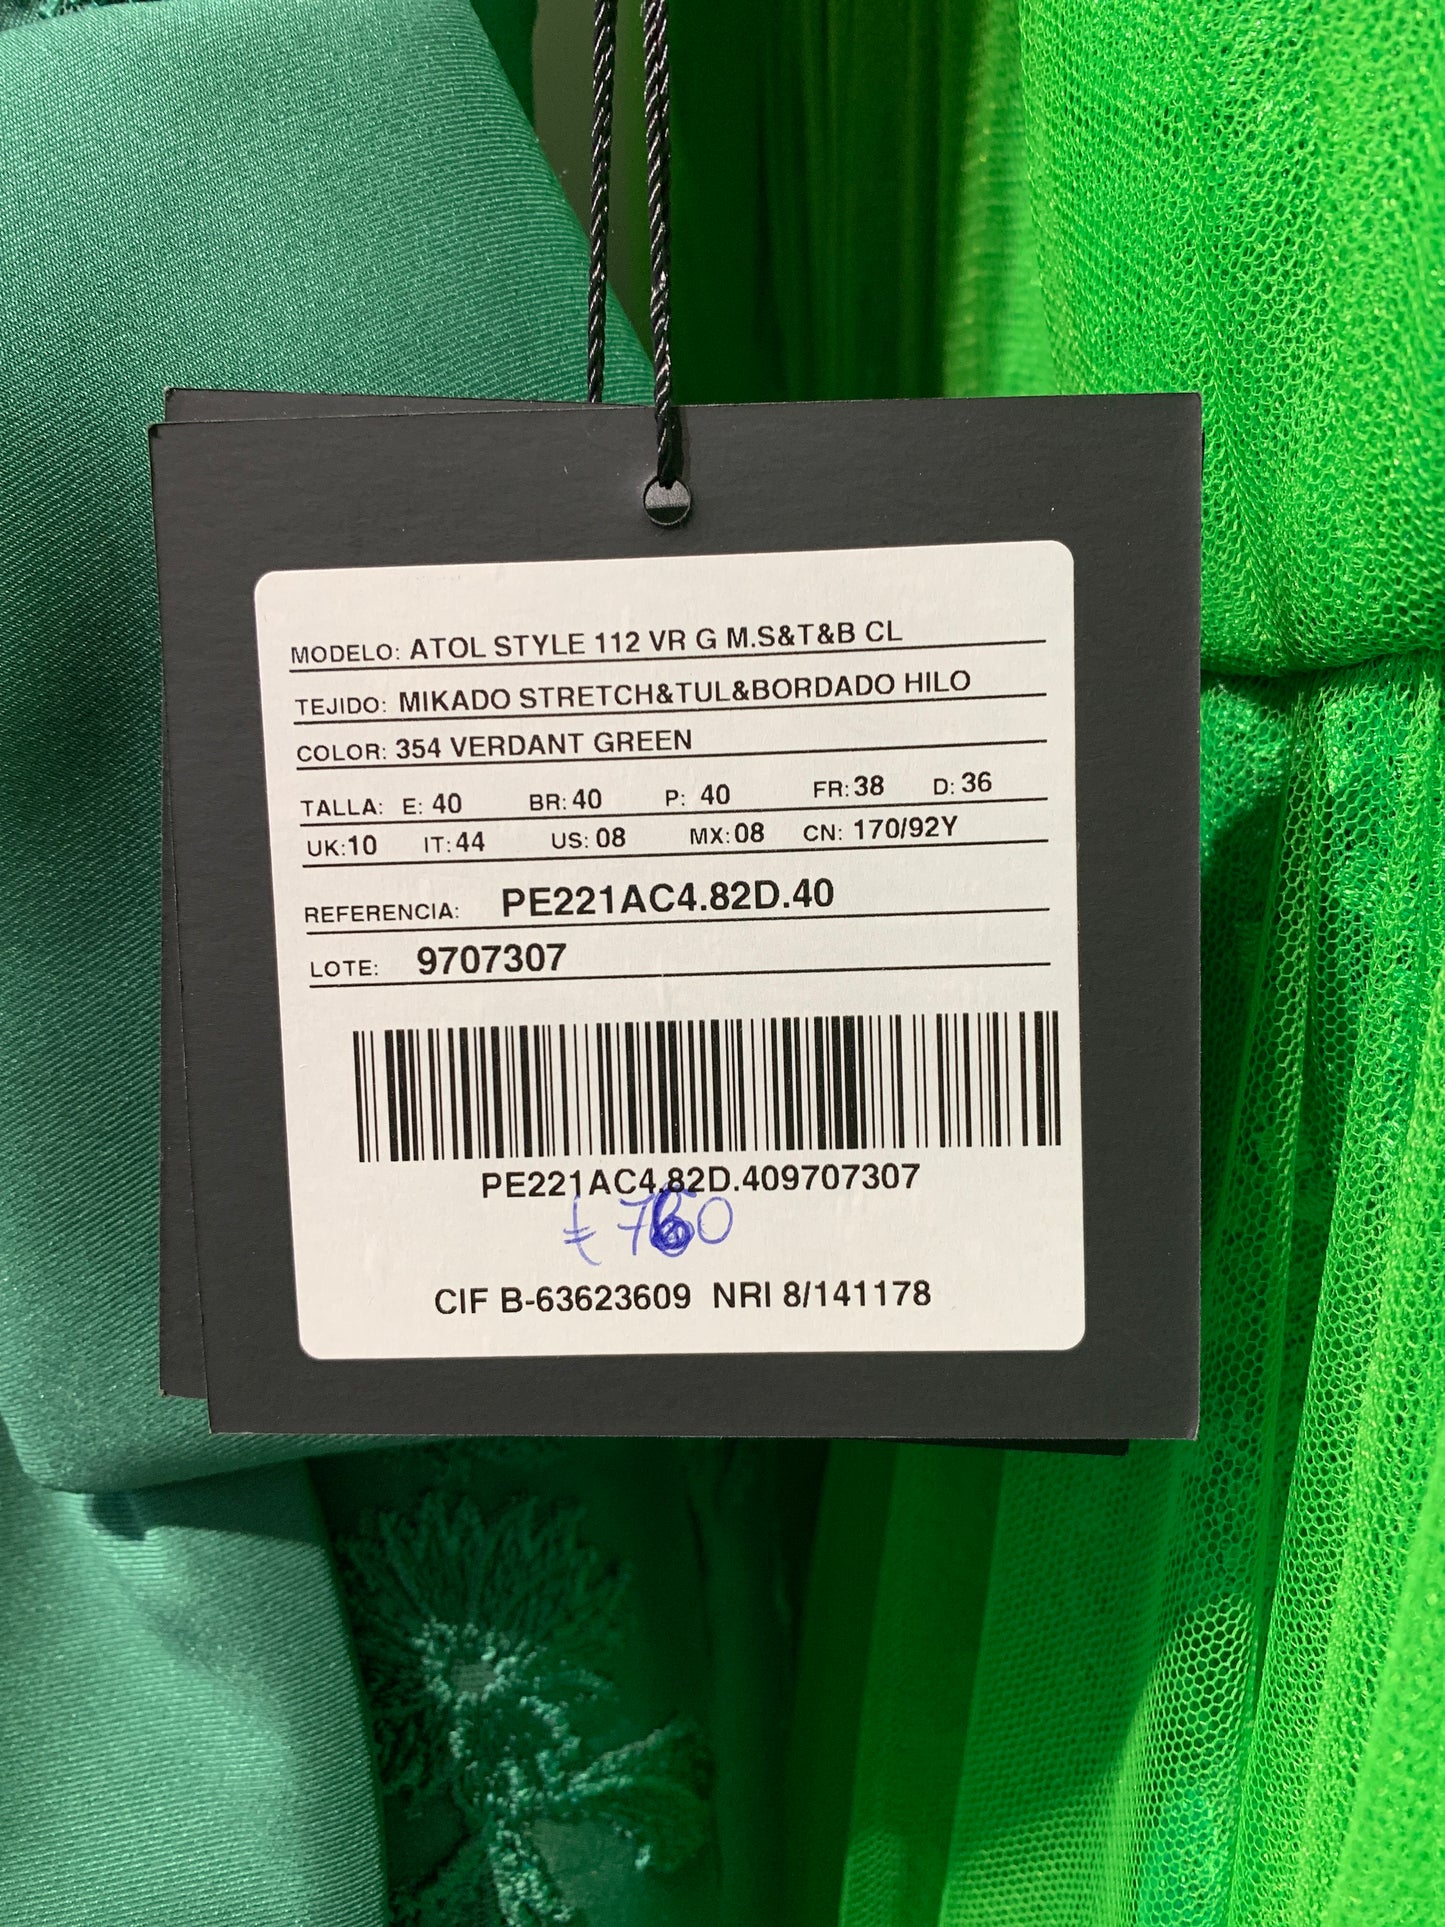 MODELO: ATOL STYLE 112 VR G M.S&T&B CL
TEJIDO: MIKADO STRETCH&TUL&BORDADO HILO
COLOR: 354 VERDANT GREEN
TALLA: E: 40 BR: 40 P: 40 FR: 38 D: 36
UK:10 IT: 44 US: 08 MX: 08 CN: 170/92Y
REFERENCIA: PE221AC4.82D.40
LOTE: 9707307
PE221AC4.82D.409707307
CIF B-63623609 NRI 8/141178